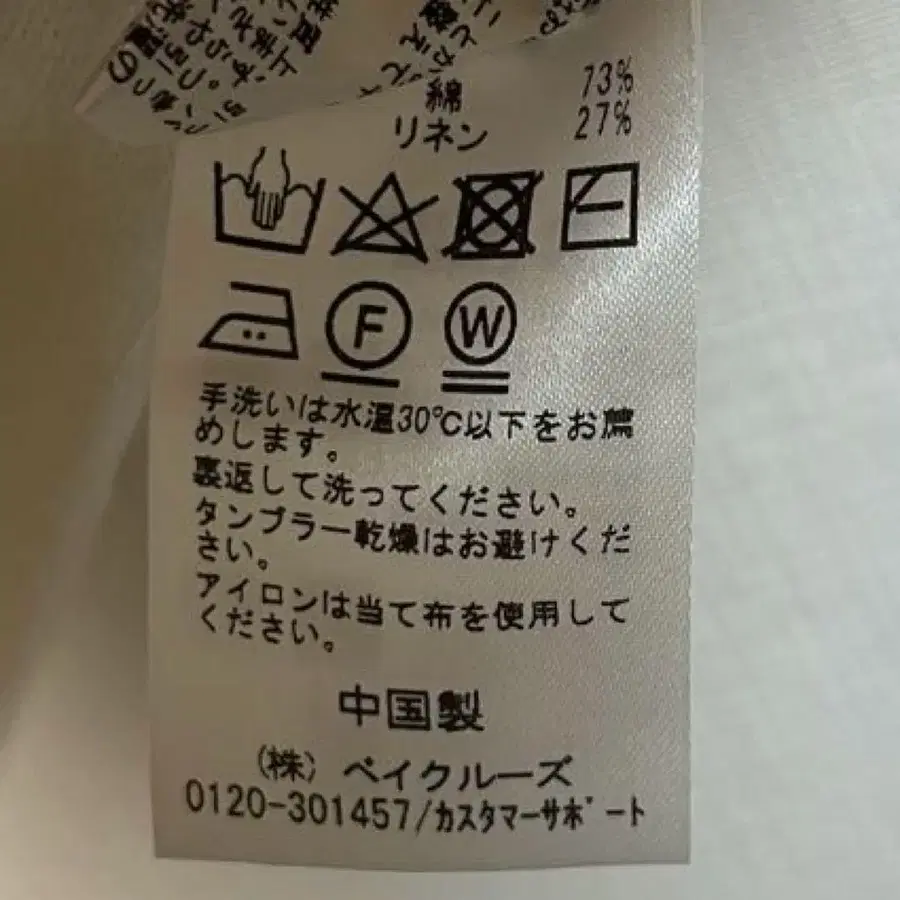 綿 73%
リネン 27%
F W
手洗いは水温30℃以下をお薦
めします。
裏返して洗ってください。
タンブラー乾燥はお避けくだ
さい。
アイロンは当て布を使用して
ください。
中国製
(株) ベイクルーズ
0120-301457/カスタマーサポート